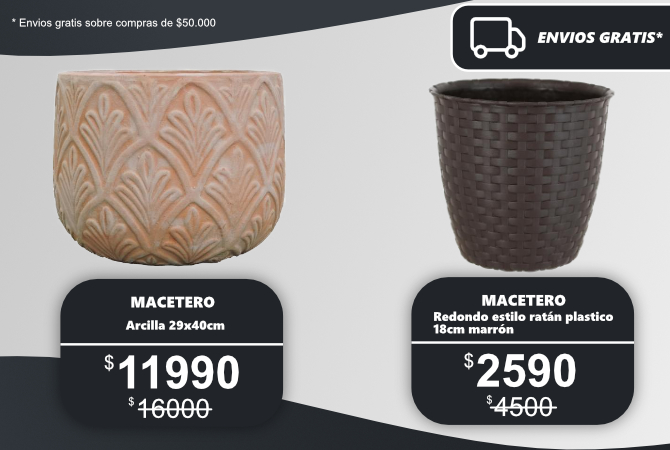 * Envios gratis sobre compras de $50.000
ENVIOS GRATIS*
MACETERO
Arcilla 29x40cm
$11990
$16000
MACETERO
Redondo estilo ratán plastico
18cm marrón
$2590
$4500